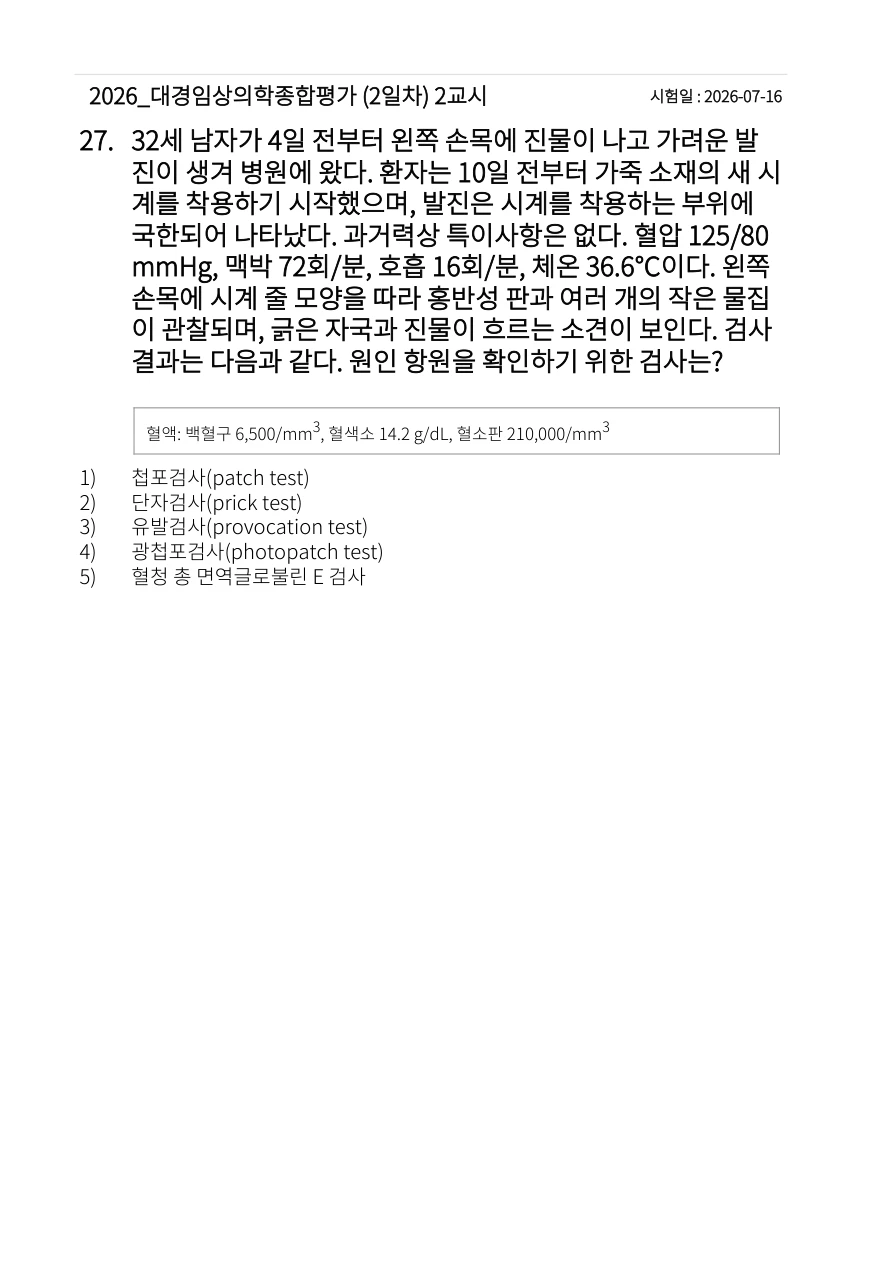 2026_대경임상의학종합평가 (2일차) 2교시 시험일 : 2026-07-16
27. 32세 남자가 4일 전부터 왼쪽 손목에 진물이 나고 가려운 발
진이 생겨 병원에 왔다. 환자는 10일 전부터 가죽 소재의 새 시
계를 착용하기 시작했으며, 발진은 시계를 착용하는 부위에
국한되어 나타났다. 과거력상 특이사항은 없다. 혈압 125/80
mmHg, 맥박 72회/분, 호흡 16회/분, 체온 36.6℃이다. 왼쪽
손목에 시계 줄 모양을 따라 홍반성 판과 여러 개의 작은 물집
이 관찰되며, 긁은 자국과 진물이 흐르는 소견이 보인다. 검사
결과는 다음과 같다. 원인 항원을 확인하기 위한 검사는?
혈액: 백혈구 6,500/mm³, 혈색소 14.2 g/dL, 혈소판 210,000/mm³
1) 첩포검사(patch test)
2) 단자검사(prick test)
3) 유발검사(provocation test)
4) 광첩포검사(photopatch test)
5) 혈청 총 면역글로불린 E 검사